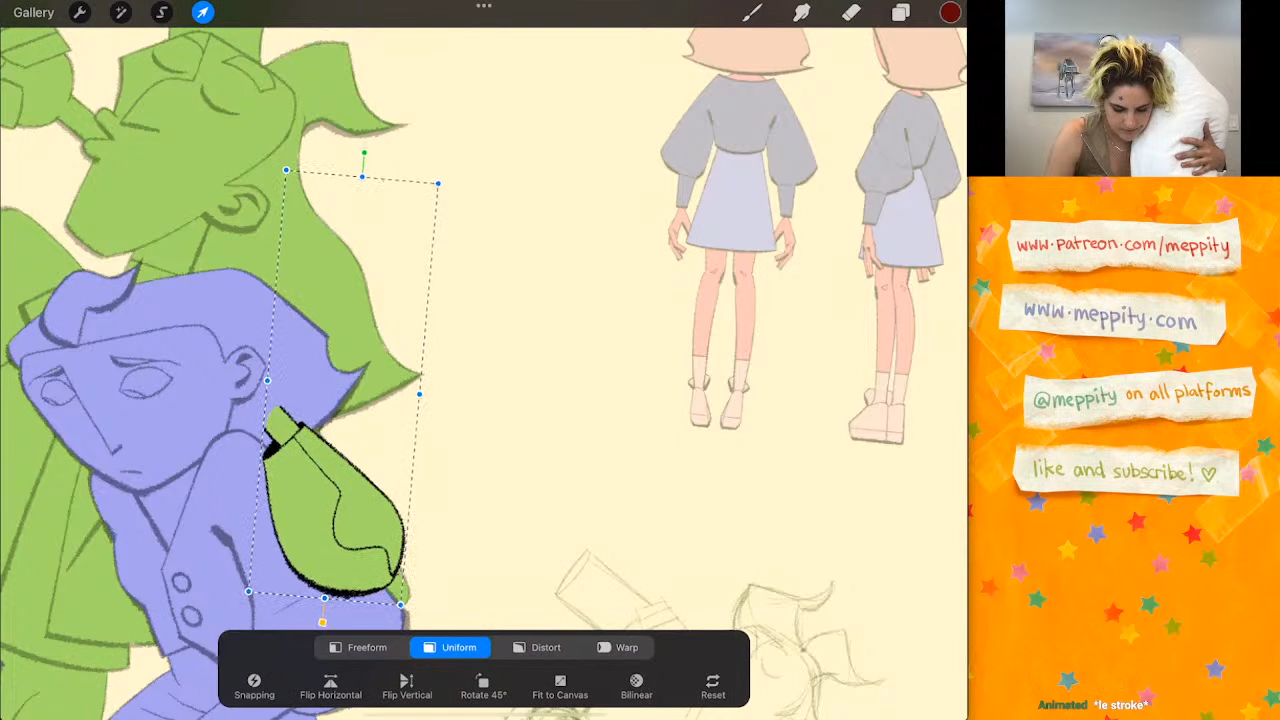 Gallery
www.patreon.com/meppity
www.meppity.com
@meppity on all platforms
like and subscribe!
Freeform
Uniform
Distort
Warp
Snapping
Flip Horizontal
Flip Vertical
Rotate 45°
Fit to Canvas
Bilinear
Reset
Animated *le stroke*